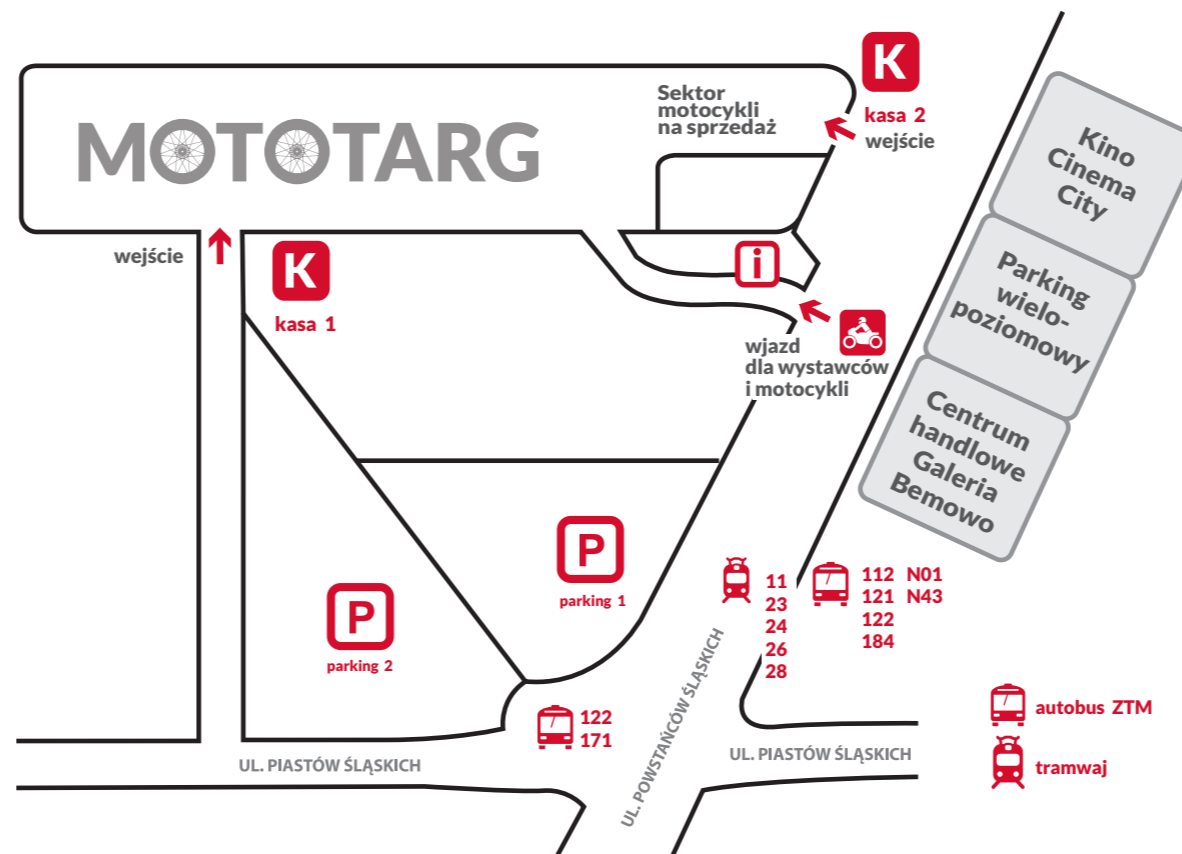 K
kasa 2
wejście
Sektor
motocykli
na sprzedaż
MOTOTARG
Kino
Cinema
City
wejście
K
kasa 1
i
Parking
wielo-
poziomowy
wjazd
dla wystawców
i motocykli
Centrum
handlowe
Galeria
Bemowo
P
parking 1
11
23
24
26
28
112 N01
121 N43
122
184
P
parking 2
122
171
UL. POWSTAŃCÓW ŚLĄSKICH
UL. PIASTÓW ŚLĄSKICH
UL. PIASTÓW ŚLĄSKICH
autobus ZTM
tramwaj